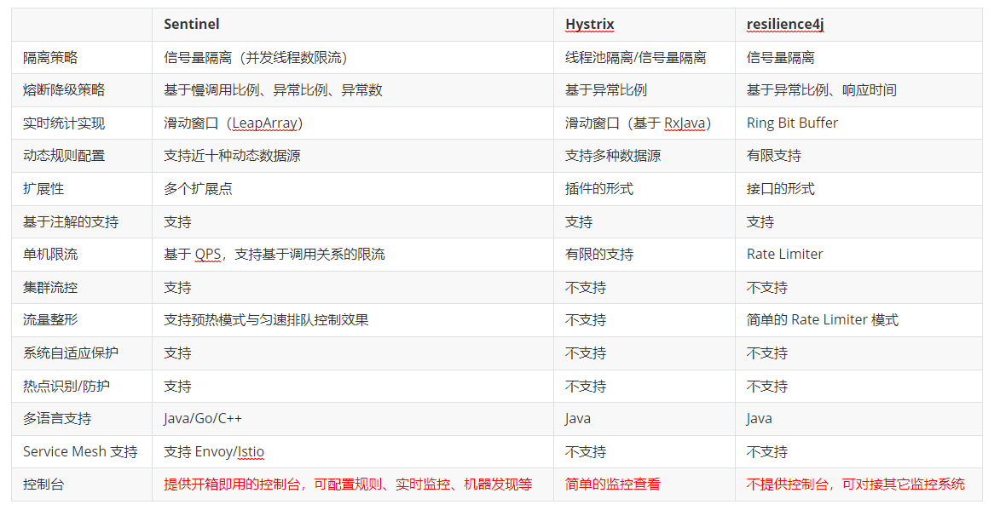 Sentinel Hystrix resilience4j
隔离策略 信号量隔离（并发线程数限流） 线程池隔离/信号量隔离 信号量隔离
熔断降级策略 基于慢调用比例、异常比例、异常数 基于异常比例 基于异常比例、响应时间
实时统计实现 滑动窗口（LeapArray） 滑动窗口（基于 RxJava） Ring Bit Buffer
动态规则配置 支持近十种动态数据源 支持多种数据源 有限支持
扩展性 多个扩展点 插件的形式 接口的形式
基于注解的支持 支持 支持 支持
单机限流 基于 QPS，支持基于调用关系的限流 有限的支持 Rate Limiter
集群流控 支持 不支持 不支持
流量整形 支持预热模式与匀速排队控制效果 不支持 简单的 Rate Limiter 模式
系统自适应保护 支持 不支持 不支持
热点识别/防护 支持 不支持 不支持
多语言支持 Java/Go/C++ Java Java
Service Mesh 支持 支持 Envoy/Istio 不支持 不支持
控制台 提供开箱即用的控制台，可配置规则、实时监控、机器发现等 简单的监控查看 不提供控制台，可对接其它监控系统